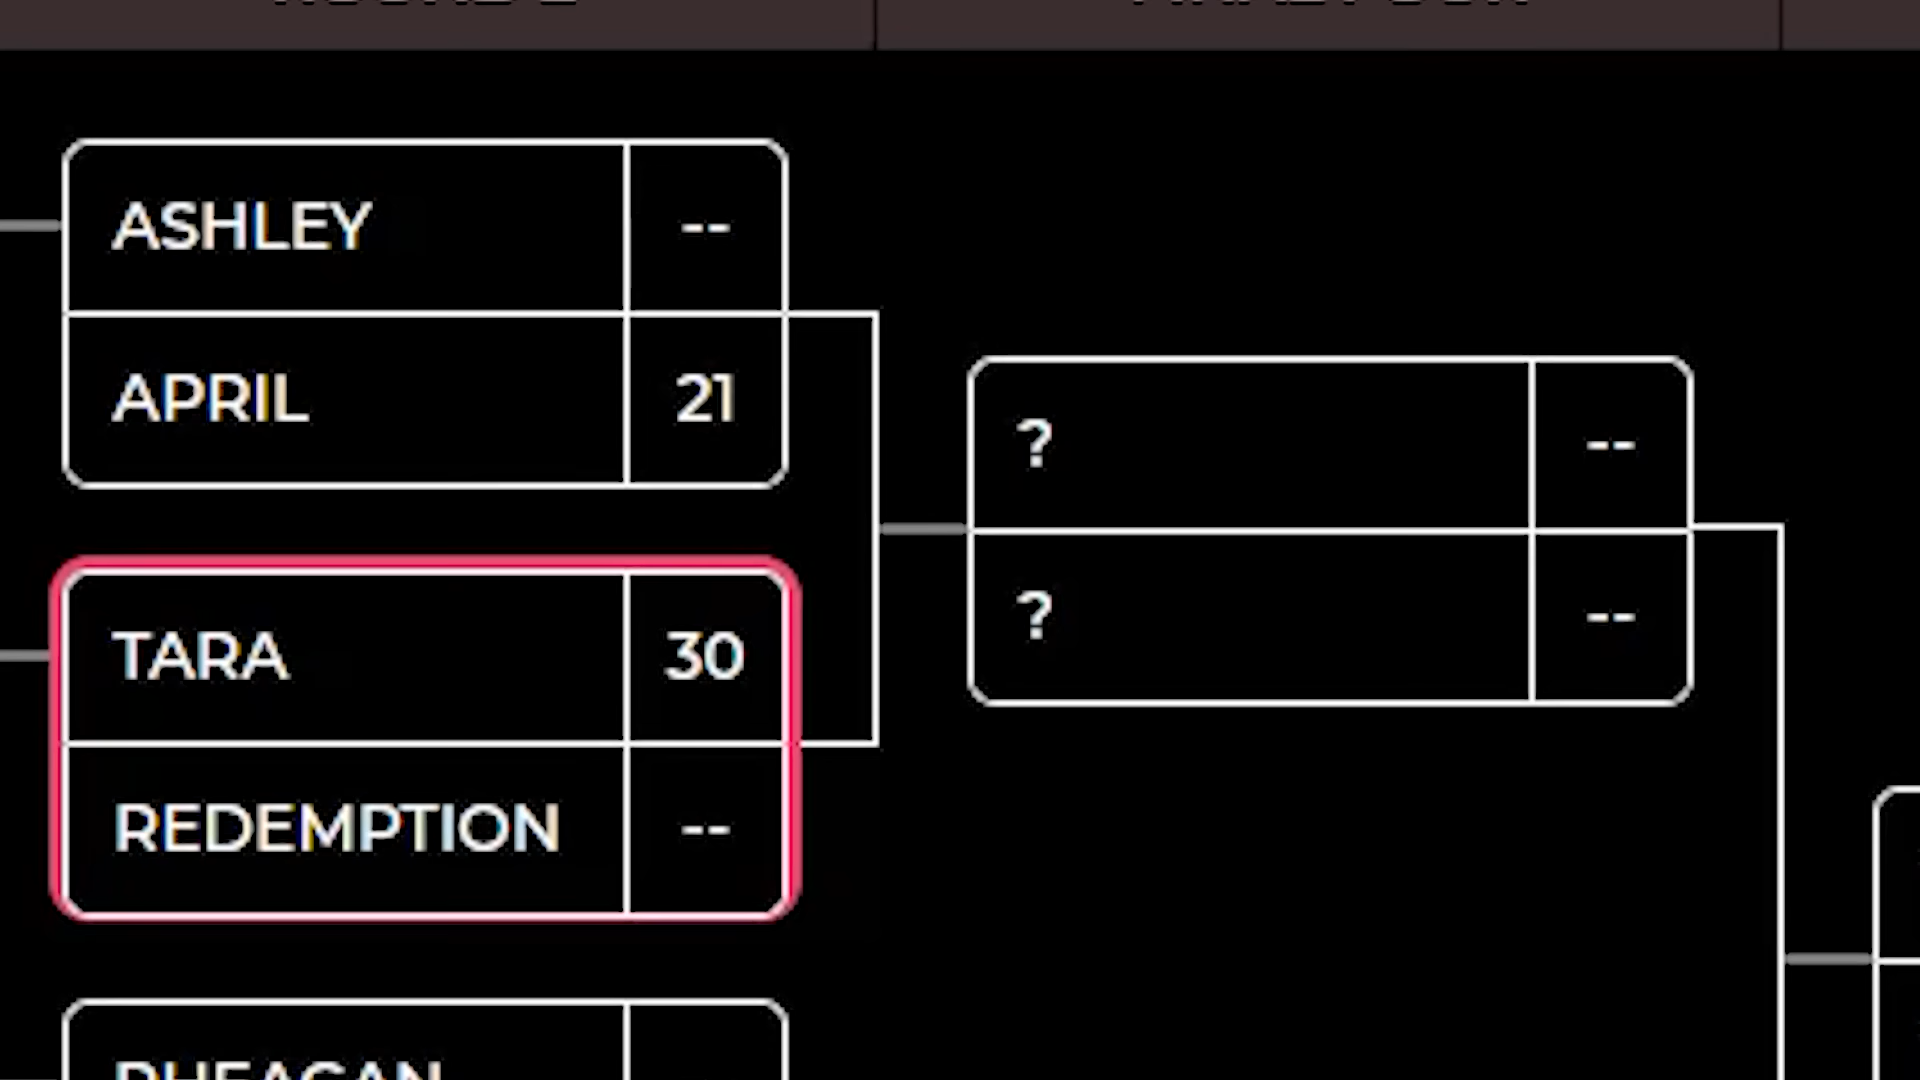 ASHLEY --
APRIL 21
? --
? --
TARA 30
REDEMPTION --